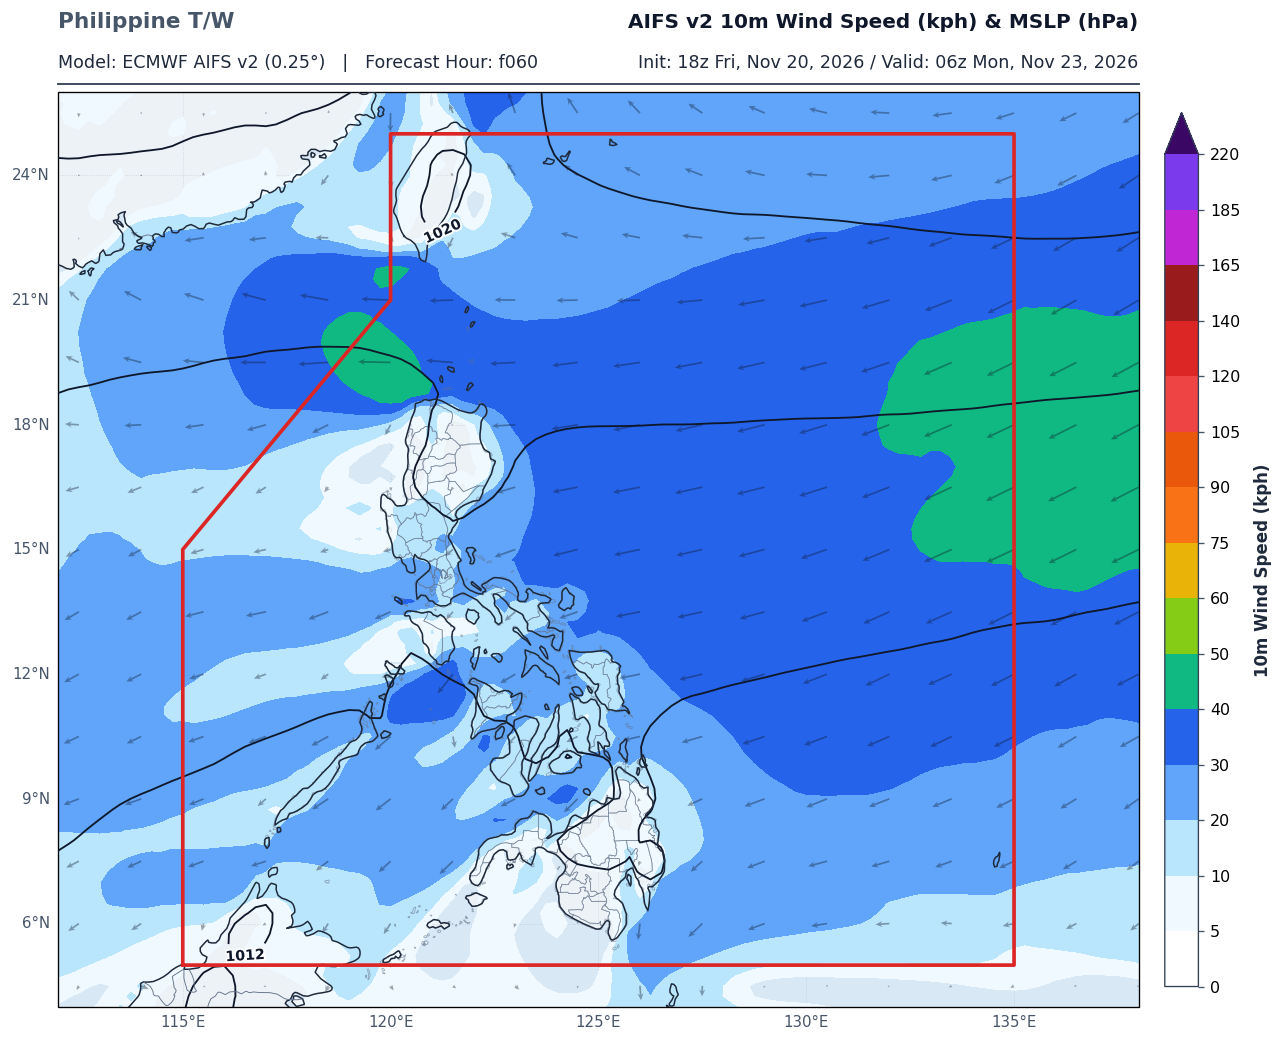 Philippine T/W
AIFS v2 10m Wind Speed (kph) & MSLP (hPa)
Model: ECMWF AIFS v2 (0.25°) | Forecast Hour: f060
Init: 18z Fri, Nov 20, 2026 / Valid: 06z Mon, Nov 23, 2026
24°N
21°N
18°N
15°N
12°N
9°N
6°N
115°E
120°E
125°E
130°E
135°E
1020
1012
220
185
165
140
120
105
90
75
60
50
40
30
20
10
5
0
10m Wind Speed (kph)